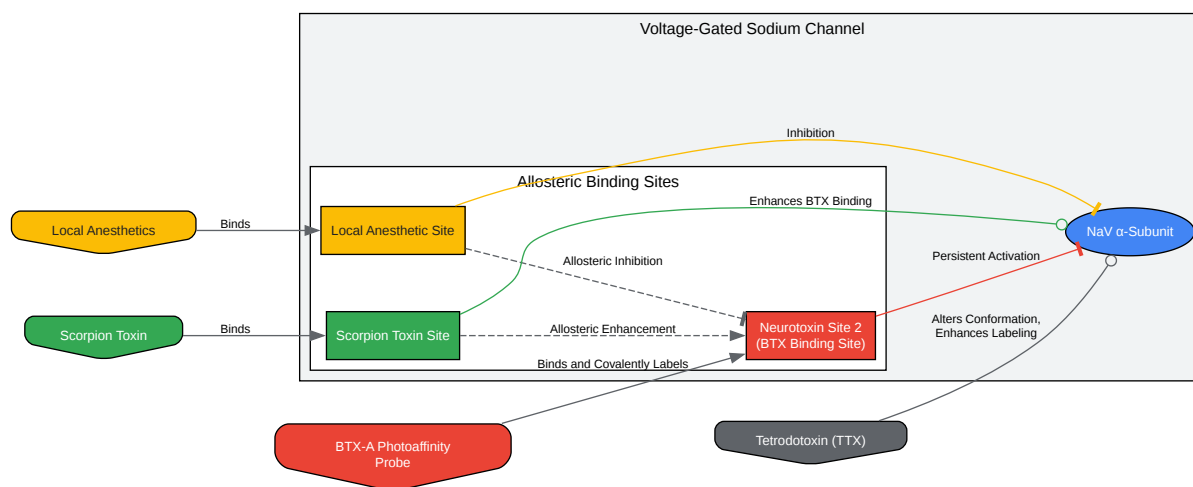 Voltage-Gated Sodium Channel
Inhibition
Allosteric Binding Sites
Enhances BTX Binding
Local Anesthetics
Binds
Local Anesthetic Site
NaV α-Subunit
Allosteric Inhibition
Persistent Activation
Scorpion Toxin
Binds
Scorpion Toxin Site
Allosteric Enhancement
Neurotoxin Site 2
(BTX Binding Site)
Alters Conformation,
Enhances Labeling
Binds and Covalently Labels
BTX-A Photoaffinity
Probe
Tetrodotoxin (TTX)